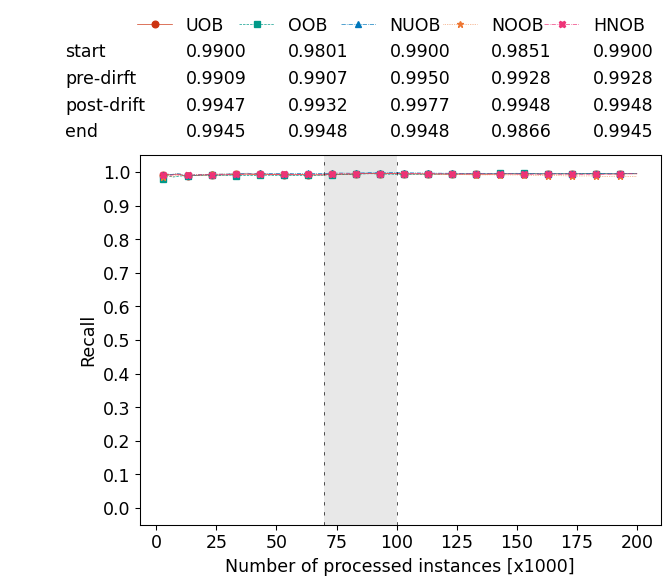 UOB OOB NUOB NOOB HNOB
start 0.9900 0.9801 0.9900 0.9851 0.9900
pre-dirft 0.9909 0.9907 0.9950 0.9928 0.9928
post-drift 0.9947 0.9932 0.9977 0.9948 0.9948
end 0.9945 0.9948 0.9948 0.9866 0.9945
1.0
0.9
0.8
0.7
0.6
0.5
0.4
0.3
0.2
0.1
0.0
Recall
0 25 50 75 100 125 150 175 200
Number of processed instances [x1000]